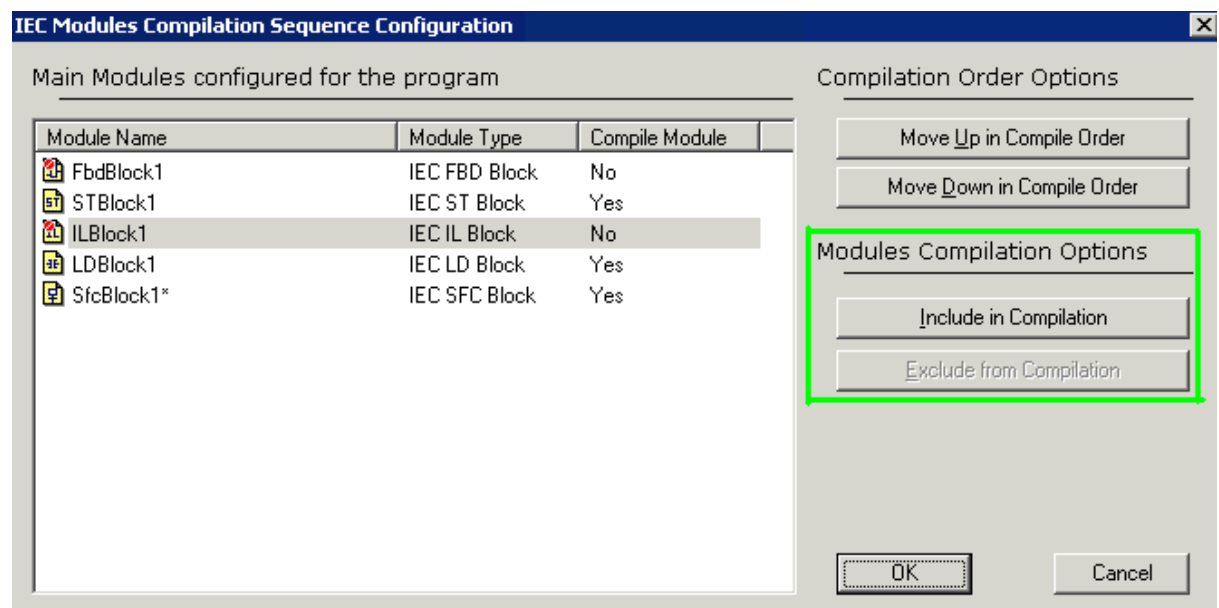 IEC Modules Compilation Sequence Configuration
Main Modules configured for the program
Module Name Module Type Compile Module
FbdBlock1 IEC FBD Block No
STBlock1 IEC ST Block Yes
ILBlock1 IEC IL Block No
LDBlock1 IEC LD Block Yes
SfcBlock1* IEC SFC Block Yes
Compilation Order Options
Move Up in Compile Order
Move Down in Compile Order
Modules Compilation Options
Include in Compilation
Exclude from Compilation
OK Cancel